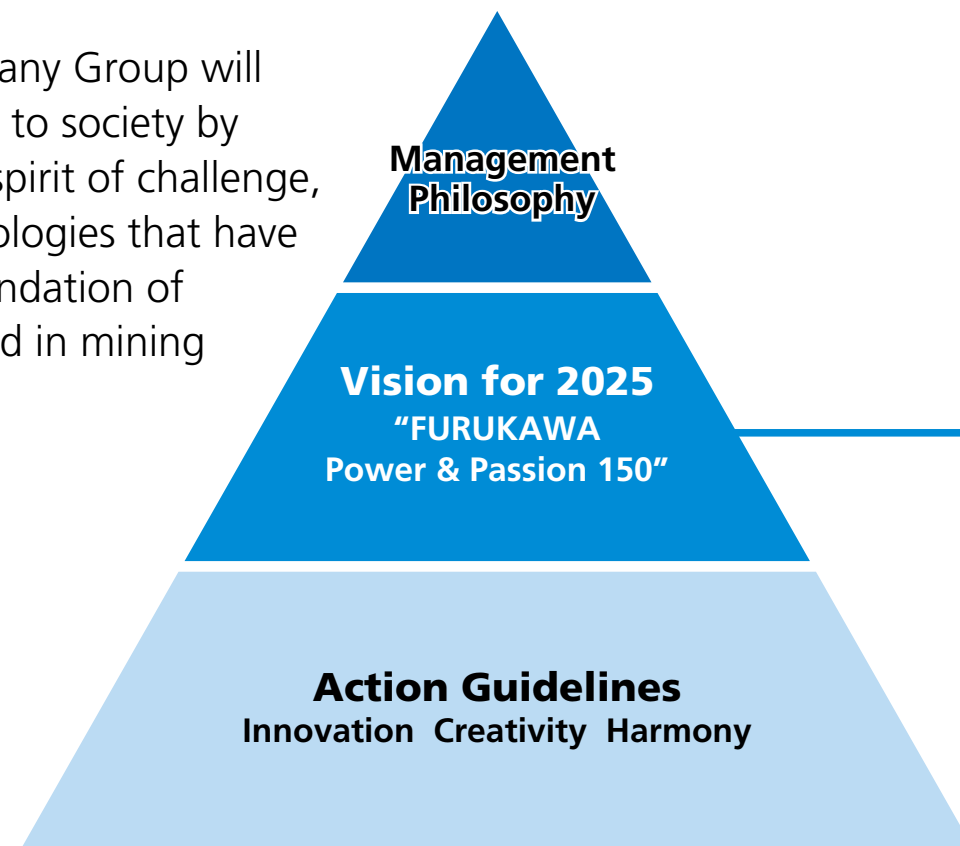 any Group will
to society by
spirit of challenge,
ologies that have
ndation of
d in mining
Management
Philosophy
Vision for 2025
“FURUKAWA
Power & Passion 150”
Action Guidelines
Innovation Creativity Harmony